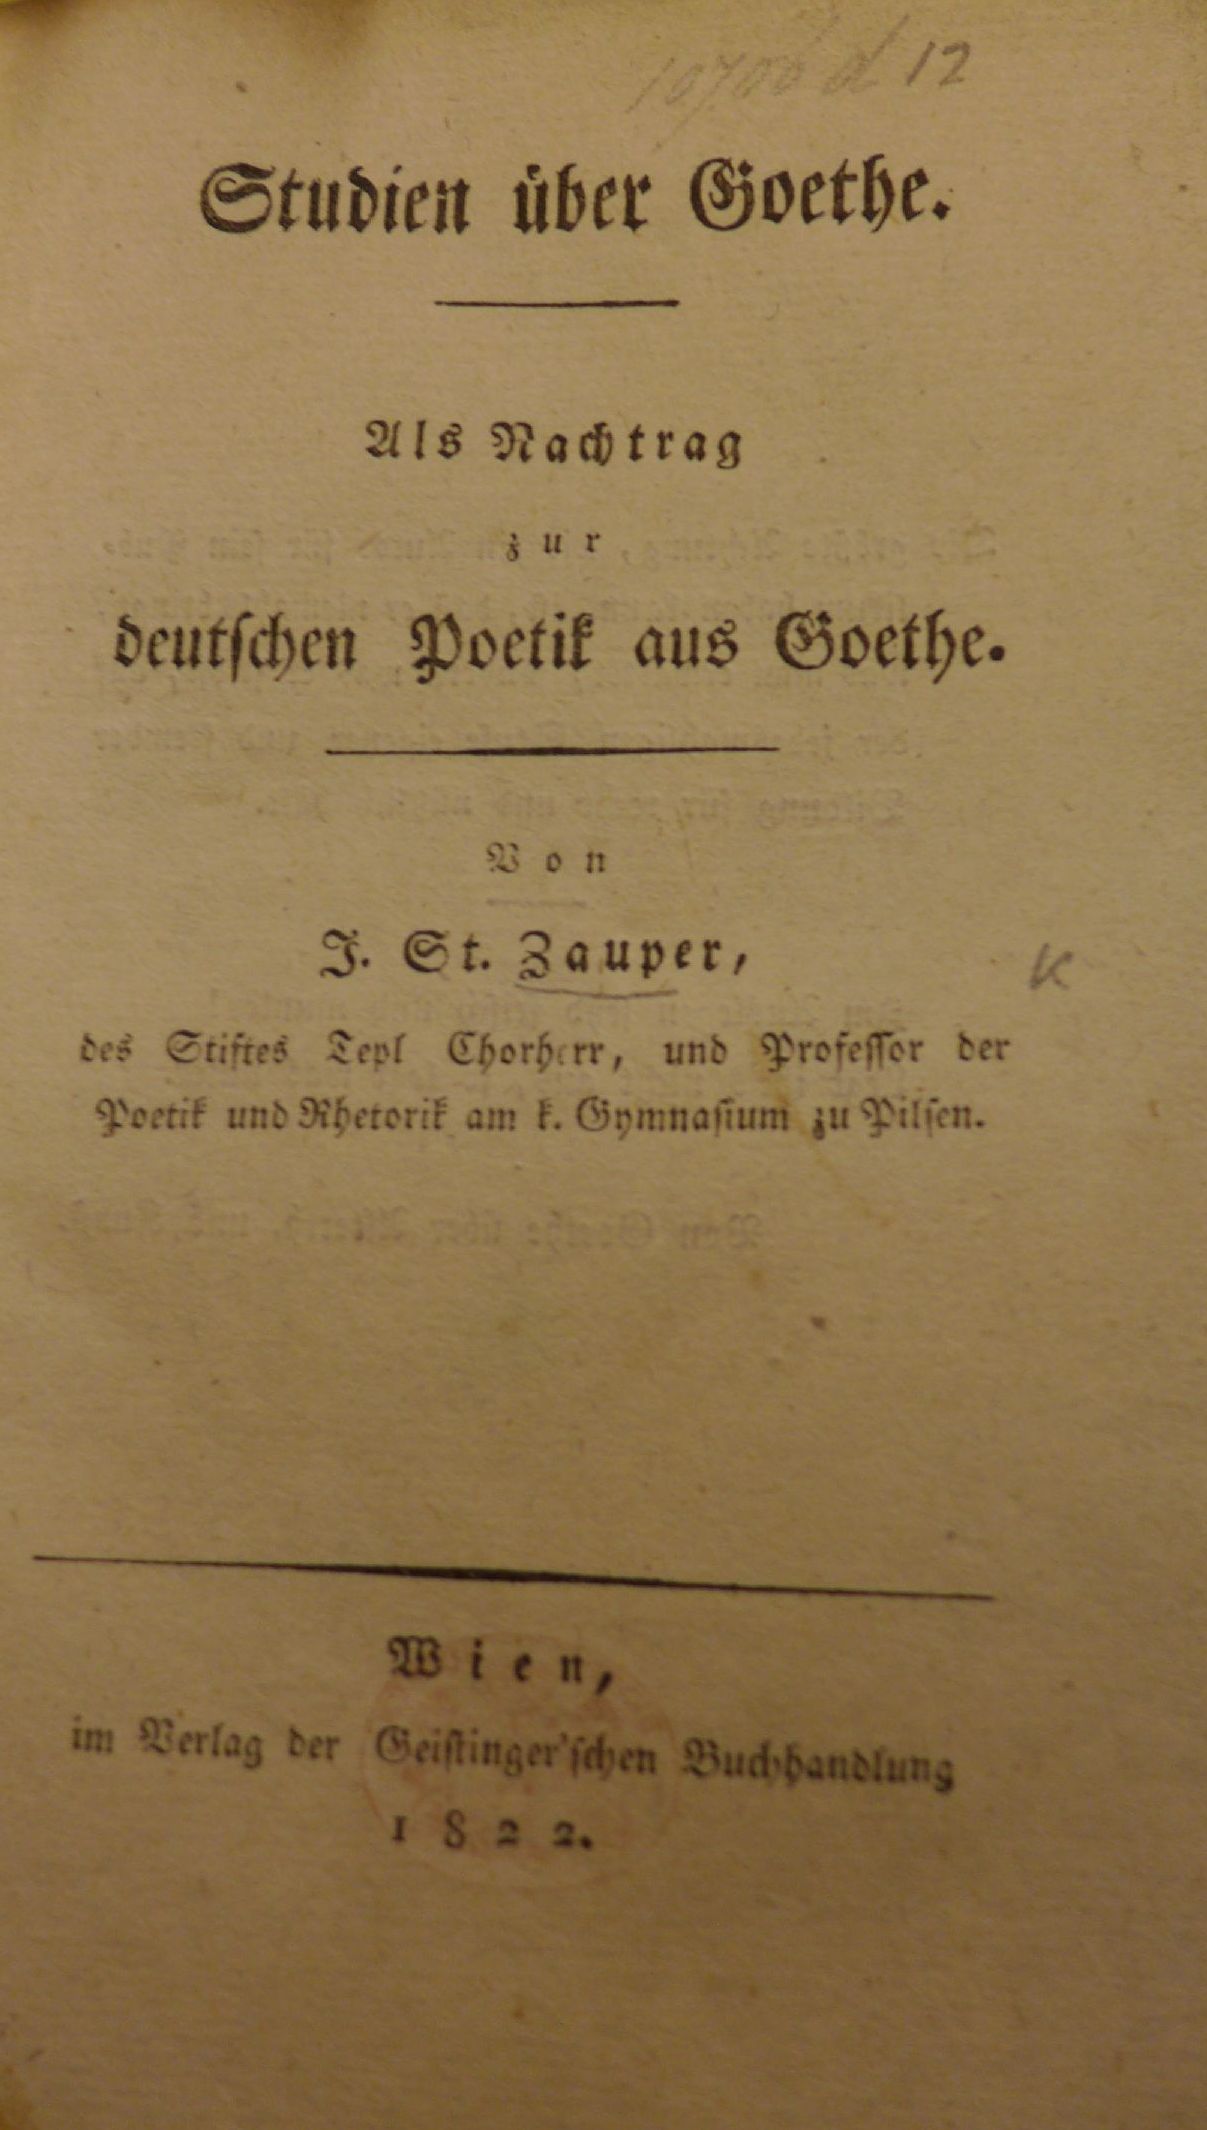 12
Studien über Goethe.
Als Nachtrag
zur
deutschen Poetik aus Goethe.
Von
J. St. Zauper,
K
des Stiftes Tepl Chorherr, und Professor der
Poetik und Rhetorik am k. Gymnasium zu Pilsen.
Wien,
im Verlag der Geistinger'schen Buchhandlung
1822.